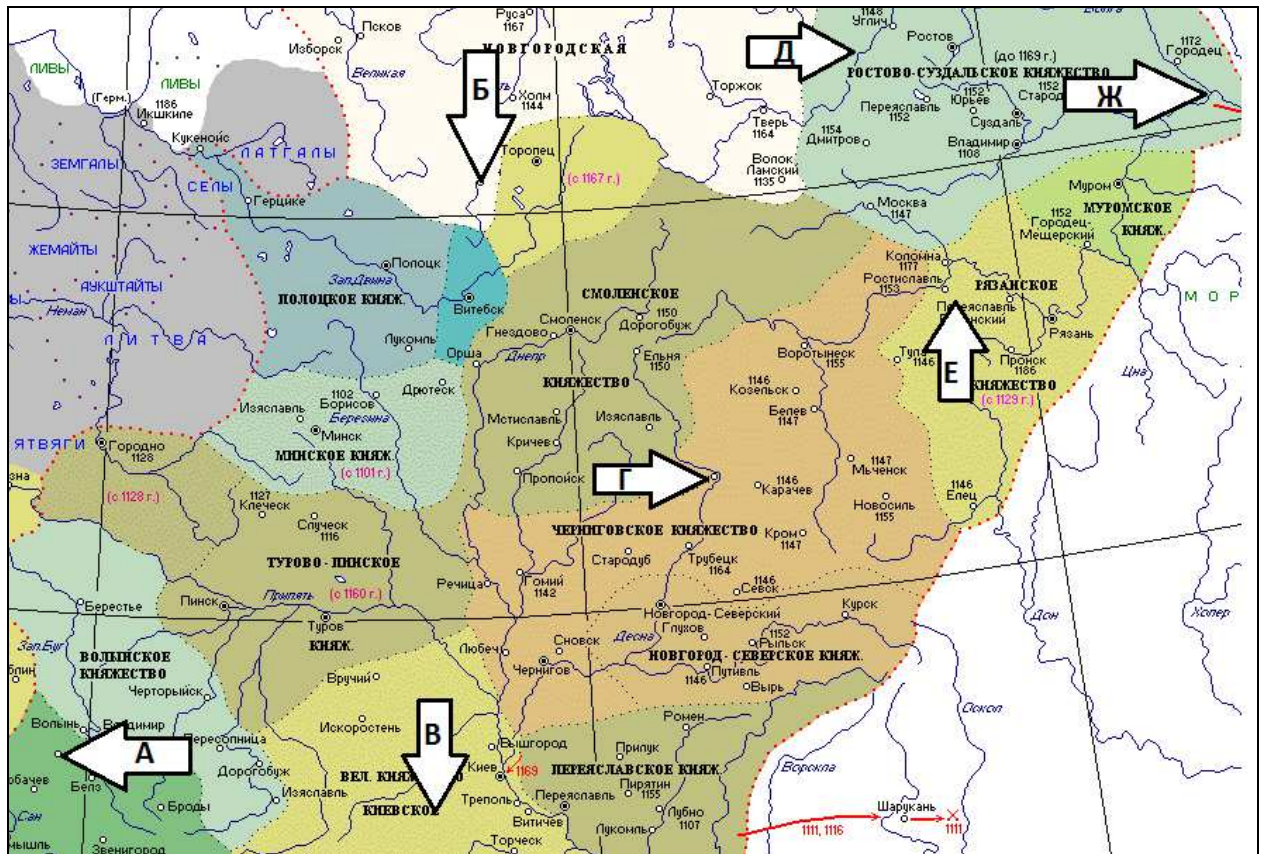 Псков
Изборск
Великая
Руса
1167
НОВГОРОДСКАЯ
Холм
1144
Торжок
Тверь
1164
Волок
Ламский
1135
1148
Углич
Ростов
(до 1169 г.)
РОСТОВО-СУЗДАЛЬСКОЕ КНЯЖЕСТВО
1172
Городец
Переяславль
1152
1152
Юрьев
1152
Суздаль
1154
Дмитров
Владимир
1108
Москва
1147
Б
Д
Ж
ЛИВЫ
ЛИВЫ
(Герм.)
1186
Икшкиле
Кукенойс
ЛАТГАЛЫ
ЗЕМГАЛЫ
СЕЛЫ
Герцике
ЖЕМАЙТЫ
АУКШТАЙТЫ
Неман
ЛИТВА
ЯТВЯГИ
Торопец
(с 1167 г.)
Полоцк
Зап.Двина
ПОЛОЦКОЕ КНЯЖ.
Витебск
Лукомль
Орша
Гнездово
СМОЛЕНСКОЕ
Смоленск
1150
Дорогобуж
Днепр
Ельня
1150
КНЯЖЕСТВО
Мстиславль
Изяславль
Кричев
Пропойск
Муром
МУРОМСКОЕ
КНЯЖ.
1152
Городец-
Мещерский
Коломна
1177
Ростиславль
1153
РЯЗАНСКОЕ
Переяславль
Рязань
Пронск
1186
1146
Е
КНЯЖЕСТВО
(с 1129 г.)
МОР
Цна
Воротынеск
1155
1146
Козельск
Белев
1147
1147
Мьченск
1146
Карачев
Новосиль
1155
1146
Елец
Г
Дрютеск
1102
Борисов
Изяславль
Березина
Минск
МИНСКОЕ КНЯЖ.
(с 1101 г.)
Городно
1128
(с 1128 г.)
1127
Клеческ
Случеск
1116
ТУРОВО - ПИНСКОЕ
(с 1160 г.)
Пинск
Припять
Туров
КНЯЖ.
ЧЕРНИГОВСКОЕ КНЯЖЕСТВО
Кром
1147
Стародуб
Трубецк
1164
Речица
Гомий
1142
1146
Севск
Новгород-Северский
Глухов
Курск
Десна
1152
Рыльск
Сновск
НОВГОРОД-СЕВЕРСКОЕ КНЯЖ.
Любеч
Чернигов
Путивль
1146
Вырь
Дон
Хопер
Оскол
Ворскла
Берестье
Зап.Буг
ВОЛЫНСКОЕ
КНЯЖЕСТВО
Черторыйск
Волынь
Владимир
А
Пересопница
Дорогобуж
Изяславль
Белз
Броды
Сан
Звенигород
Вручий
Искоростень
В
Вышгород
Киев
1169
ВЕЛ.
КИЕВСКОЕ
Треполь
Витичев
Торческ
Ромен
Прилук
ПЕРЕЯСЛАВСКОЕ КНЯЖ
Пирятин
1155
Переяславль
Лубно
1107
Лукомль
Шарукань
1111, 1116
1111